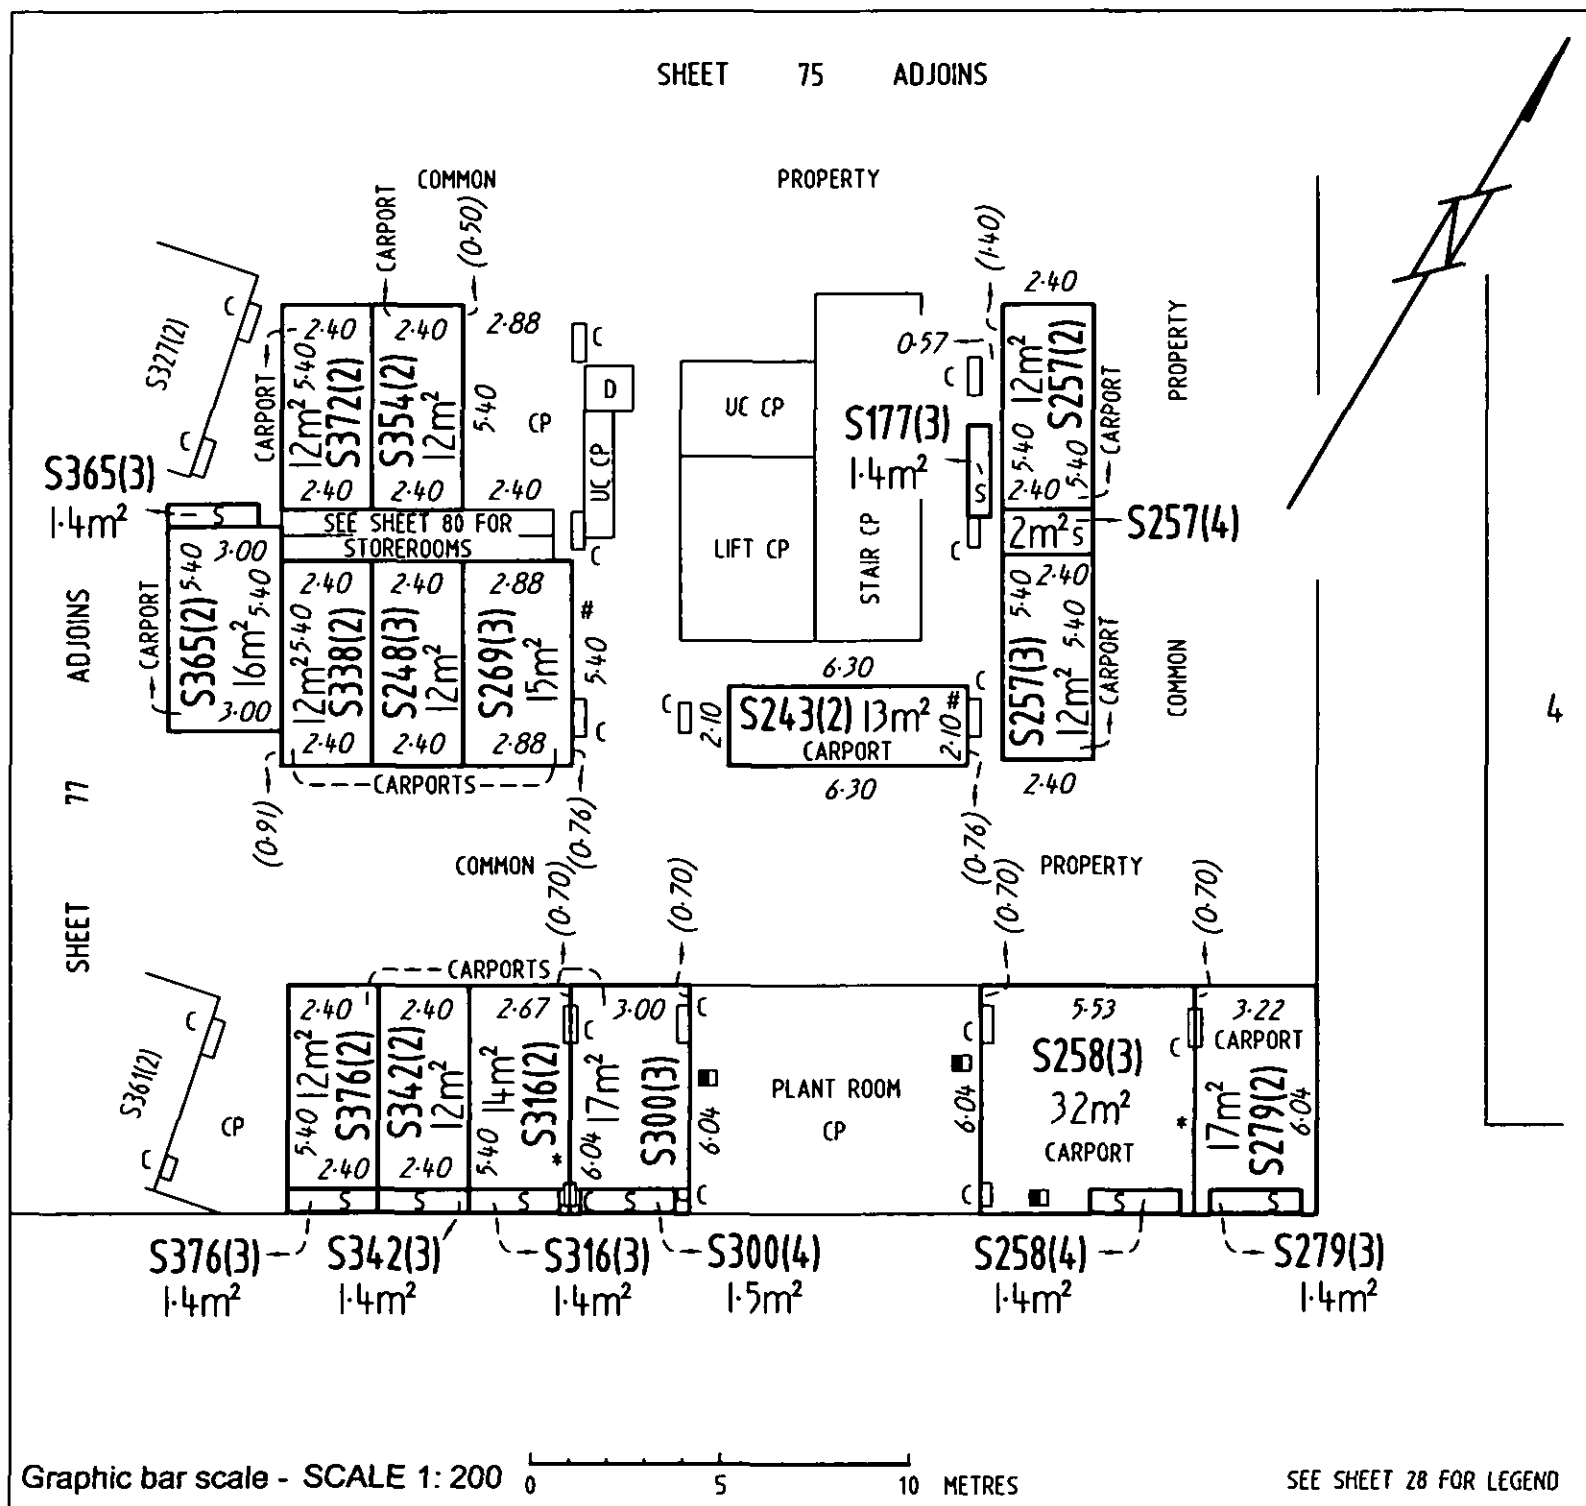 SHEET 75 ADJOINS
COMMON PROPERTY
CARPORT
(0·50)
(1·40)
2·40
S327(2)
C
C
CARPORT
2·40
5·40
12m²
S372(2)
2·40
2·40
S354(2)
12m²
2·40
2·88
5·40
CP
2·40
C
D
UC CP
C
UC CP
LIFT CP
STAIR CP
0·57
C
S177(3)
1·4m²
S
C
12m²
S257(2)
5·40
5·40
2·40
CARPORT
PROPERTY
S257(4)
2m²
S
S365(3)
1·4m²
S
SEE SHEET 80 FOR
STOREROOMS
CARPORT
3·00
5·40
S365(2)
16m²
5·40
3·00
2·40
5·40
12m²
S338(2)
2·40
2·40
S248(3)
12m²
2·40
2·88
S269(3)
15m²
2·88
#
5·40
C
CARPORTS
(0·91)
(0·76)
6·30
C
2·10
S243(2) 13m²
CARPORT
#
2·10
C
6·30
(0·76)
2·40
5·40
5·40
S257(3)
12m²
CARPORT
2·40
COMMON
4
SHEET 77 ADJOINS
COMMON PROPERTY
(0·70)
(0·70)
(0·70)
(0·70)
CARPORTS
S361(2)
C
C
CP
2·40
12m²
5·40
S376(2)
2·40
2·40
S342(2)
12m²
2·40
2·67
14m²
5·40
S316(2)
*
C
3·00
17m²
6·04
S300(3)
C
C
6·04
C
PLANT ROOM
CP
C
6·04
C
5·53
S258(3)
32m²
CARPORT
C
*
3·22
CARPORT
17m²
S279(2)
6·04
S
S
S
S
S
S
S376(3)
1·4m²
S342(3)
1·4m²
S316(3)
1·4m²
S300(4)
1·5m²
S258(4)
1·4m²
S279(3)
1·4m²
Graphic bar scale - SCALE 1: 200
0 5 10 METRES
SEE SHEET 28 FOR LEGEND